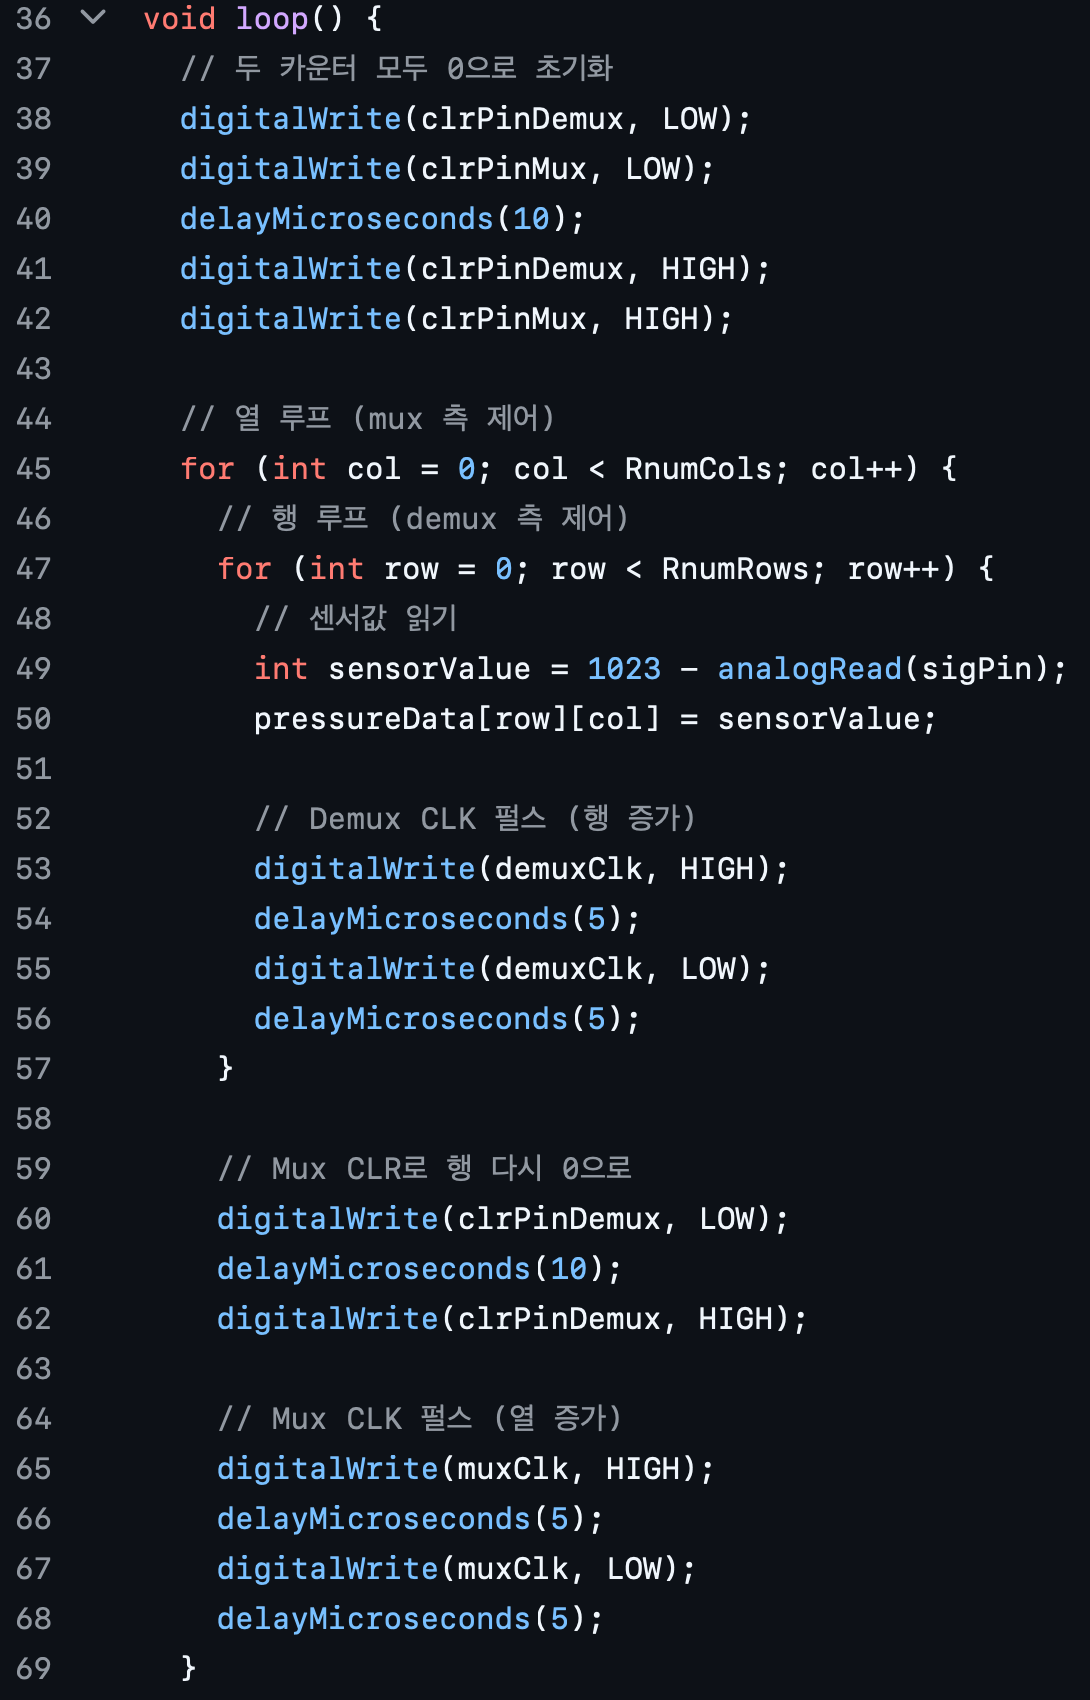 36 void loop() {
37 // 두 카운터 모두 0으로 초기화
38 digitalWrite(clrPinDemux, LOW);
39 digitalWrite(clrPinMux, LOW);
40 delayMicroseconds(10);
41 digitalWrite(clrPinDemux, HIGH);
42 digitalWrite(clrPinMux, HIGH);
43
44 // 열 루프 (mux 측 제어)
45 for (int col = 0; col < RnumCols; col++) {
46 // 행 루프 (demux 측 제어)
47 for (int row = 0; row < RnumRows; row++) {
48 // 센서값 읽기
49 int sensorValue = 1023 - analogRead(sigPin);
50 pressureData[row][col] = sensorValue;
51
52 // Demux CLK 펄스 (행 증가)
53 digitalWrite(demuxClk, HIGH);
54 delayMicroseconds(5);
55 digitalWrite(demuxClk, LOW);
56 delayMicroseconds(5);
57 }
58
59 // Mux CLR로 행 다시 0으로
60 digitalWrite(clrPinDemux, LOW);
61 delayMicroseconds(10);
62 digitalWrite(clrPinDemux, HIGH);
63
64 // Mux CLK 펄스 (열 증가)
65 digitalWrite(muxClk, HIGH);
66 delayMicroseconds(5);
67 digitalWrite(muxClk, LOW);
68 delayMicroseconds(5);
69 }